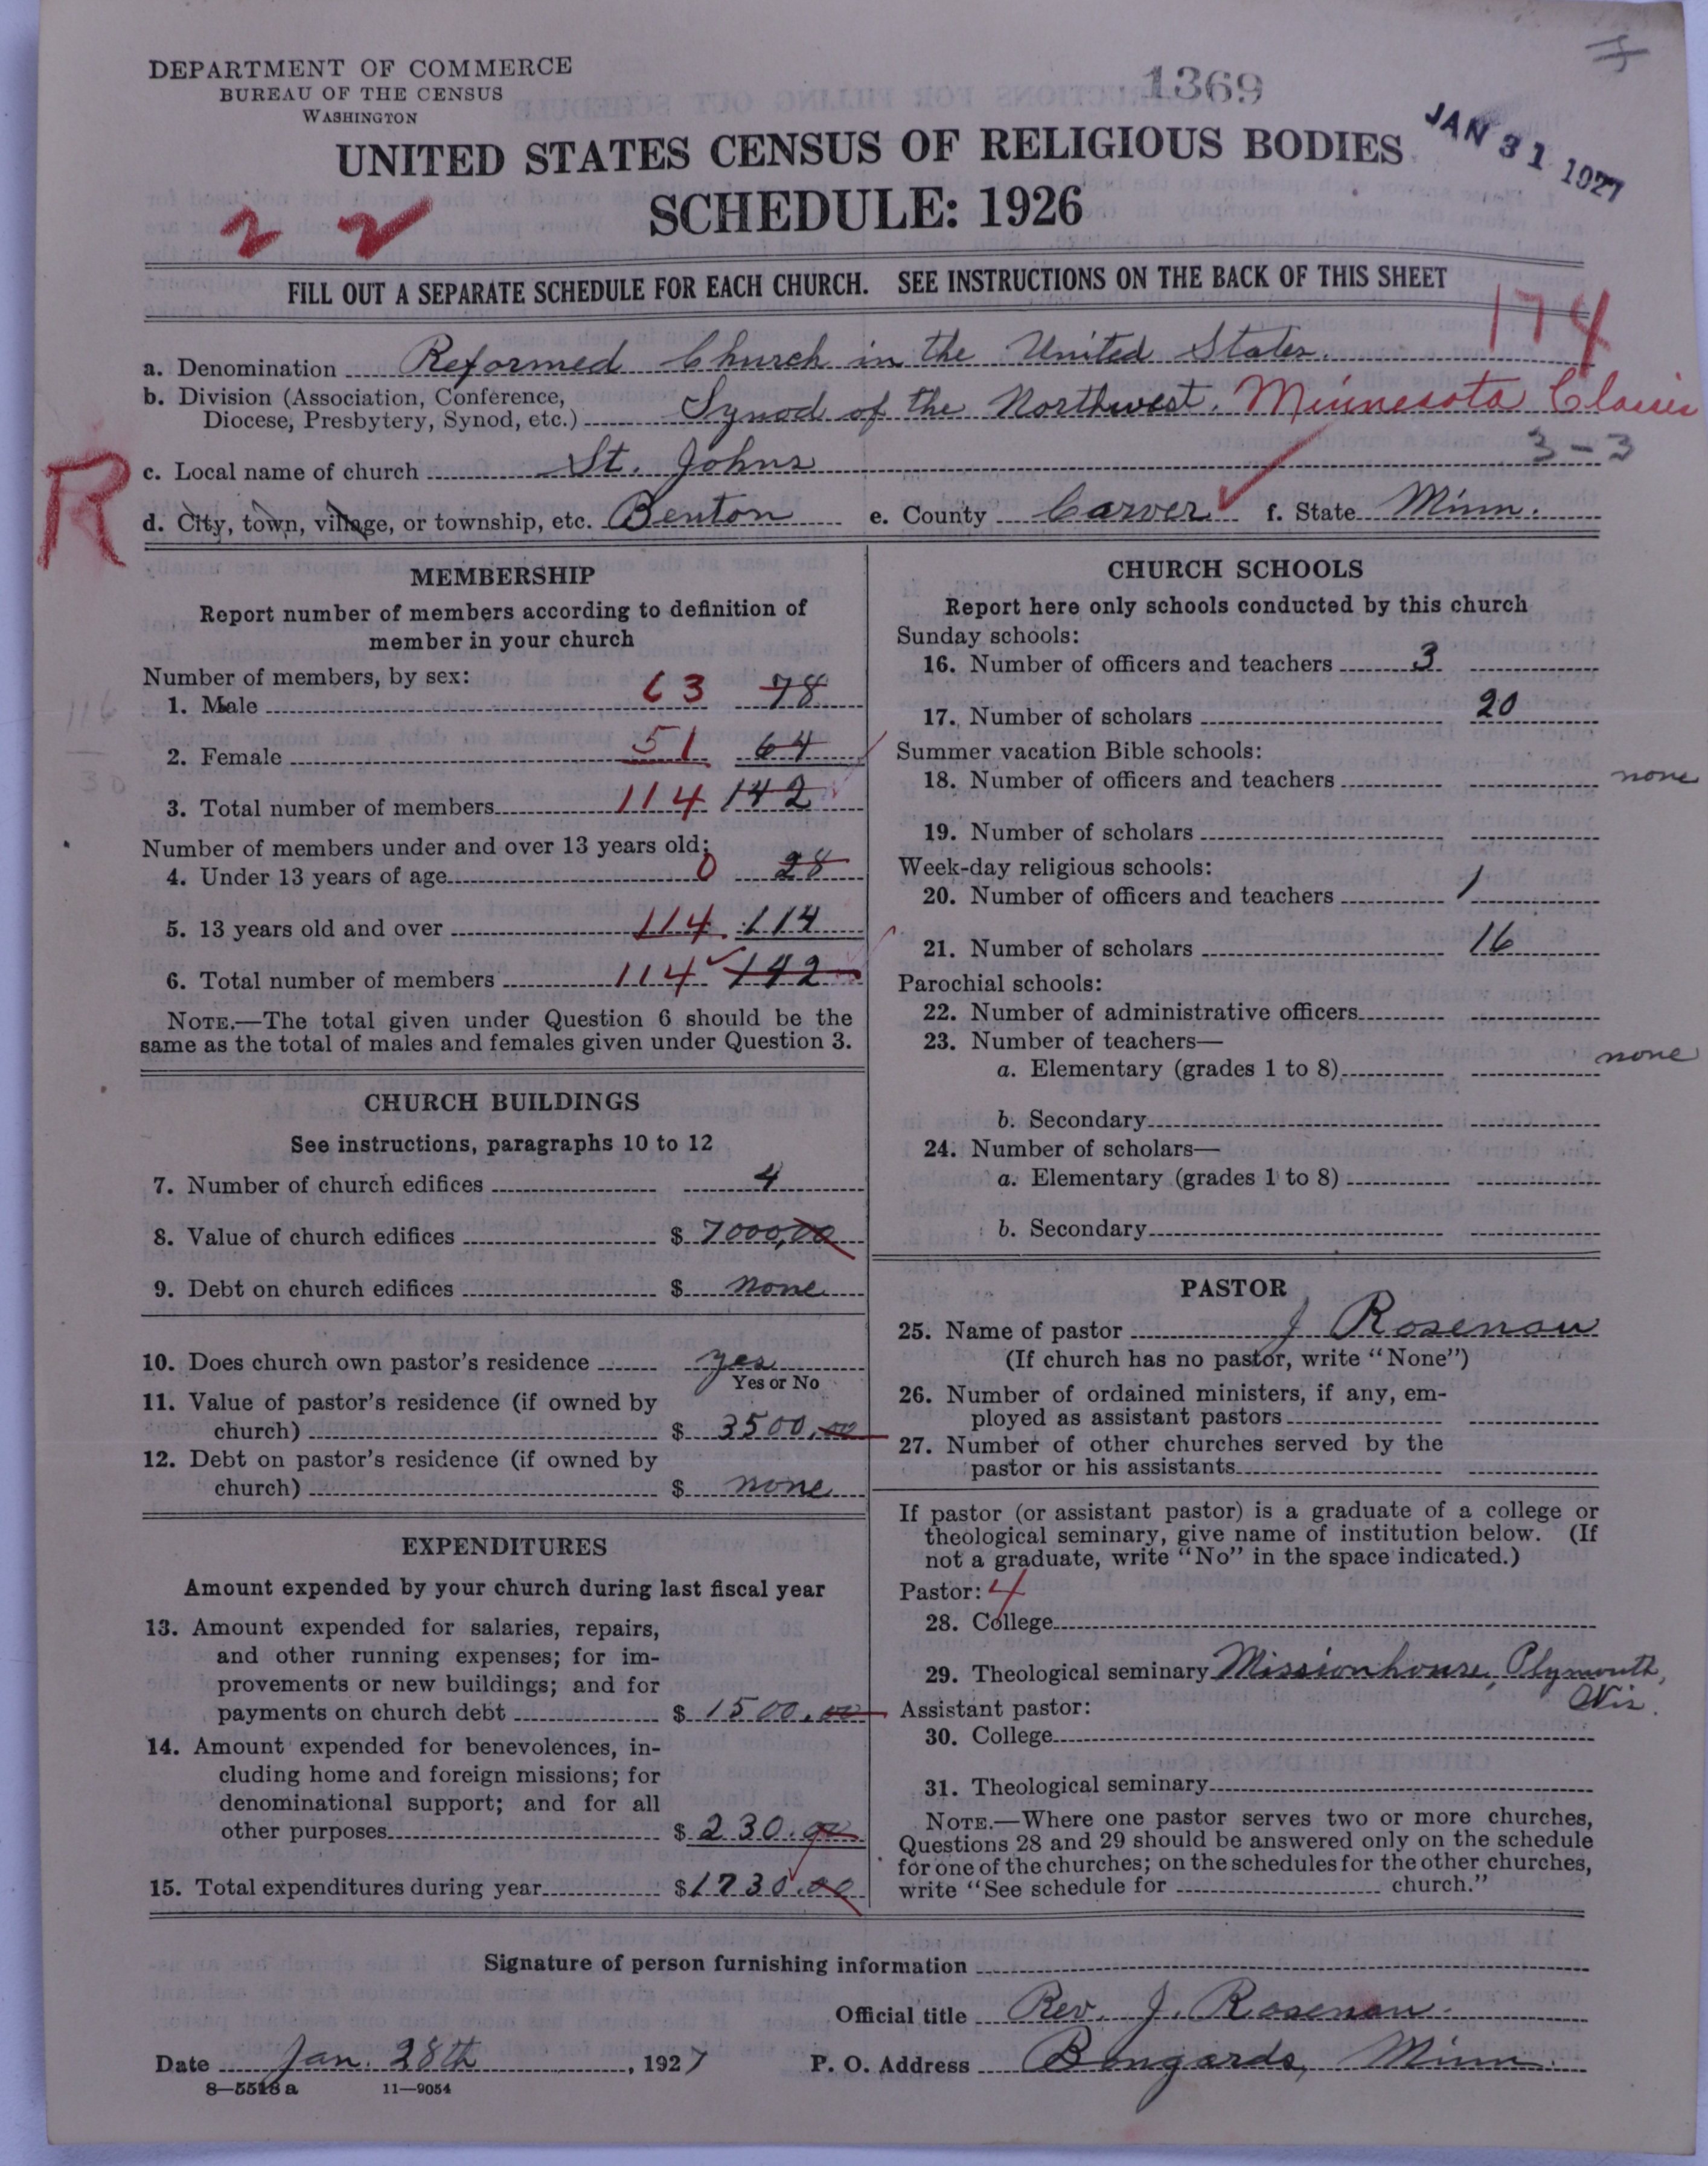 DEPARTMENT OF COMMERCE
BUREAU OF THE CENSUS
WASHINGTON
1369
JAN 31 1927
UNITED STATES CENSUS OF RELIGIOUS BODIES
SCHEDULE: 1926
2 2
FILL OUT A SEPARATE SCHEDULE FOR EACH CHURCH. SEE INSTRUCTIONS ON THE BACK OF THIS SHEET
174
a. Denomination Reformed Church in the United States.
b. Division (Association, Conference,
Diocese, Presbytery, Synod, etc.) Synod of the Northwest. Minnesota Classis
3-3
R
c. Local name of church St. Johns
d. City, town, village, or township, etc. Benton e. County Carver f. State Minn.
MEMBERSHIP
Report number of members according to definition of
member in your church
Number of members, by sex:
1. Male 63 78
2. Female 51 64
3. Total number of members 114 142
Number of members under and over 13 years old:
4. Under 13 years of age 0 28
5. 13 years old and over 114 114
6. Total number of members 114 142
NOTE.—The total given under Question 6 should be the
same as the total of males and females given under Question 3.
116
30
CHURCH BUILDINGS
See instructions, paragraphs 10 to 12
7. Number of church edifices 4
8. Value of church edifices $ 7000,00
9. Debt on church edifices $ none
10. Does church own pastor's residence yes
Yes or No
11. Value of pastor's residence (if owned by
church) $ 3500.00
12. Debt on pastor's residence (if owned by
church) $ none
EXPENDITURES
Amount expended by your church during last fiscal year
13. Amount expended for salaries, repairs,
and other running expenses; for im-
provements or new buildings; and for
payments on church debt $ 1500.00
14. Amount expended for benevolences, in-
cluding home and foreign missions; for
denominational support; and for all
other purposes $ 230.00
15. Total expenditures during year $ 1730.00
CHURCH SCHOOLS
Report here only schools conducted by this church
Sunday schools:
16. Number of officers and teachers 3
17. Number of scholars 20
Summer vacation Bible schools:
18. Number of officers and teachers none
19. Number of scholars
Week-day religious schools:
20. Number of officers and teachers 1
21. Number of scholars 16
Parochial schools:
22. Number of administrative officers
23. Number of teachers—
a. Elementary (grades 1 to 8) none
b. Secondary
24. Number of scholars—
a. Elementary (grades 1 to 8)
b. Secondary
PASTOR
25. Name of pastor J Rosenau
(If church has no pastor, write "None")
26. Number of ordained ministers, if any, em-
ployed as assistant pastors
27. Number of other churches served by the
pastor or his assistants
If pastor (or assistant pastor) is a graduate of a college or
theological seminary, give name of institution below. (If
not a graduate, write "No" in the space indicated.)
Pastor: 4
28. College
29. Theological seminary Missionhouse, Plymouth,
Wis.
Assistant pastor:
30. College
31. Theological seminary
NOTE.—Where one pastor serves two or more churches,
Questions 28 and 29 should be answered only on the schedule
for one of the churches; on the schedules for the other churches,
write "See schedule for church."
Signature of person furnishing information
Official title Rev. J. Rosenau.
Date Jan. 28th, 1927 P. O. Address Bongards, Minn.
8—5518 a 11—9054